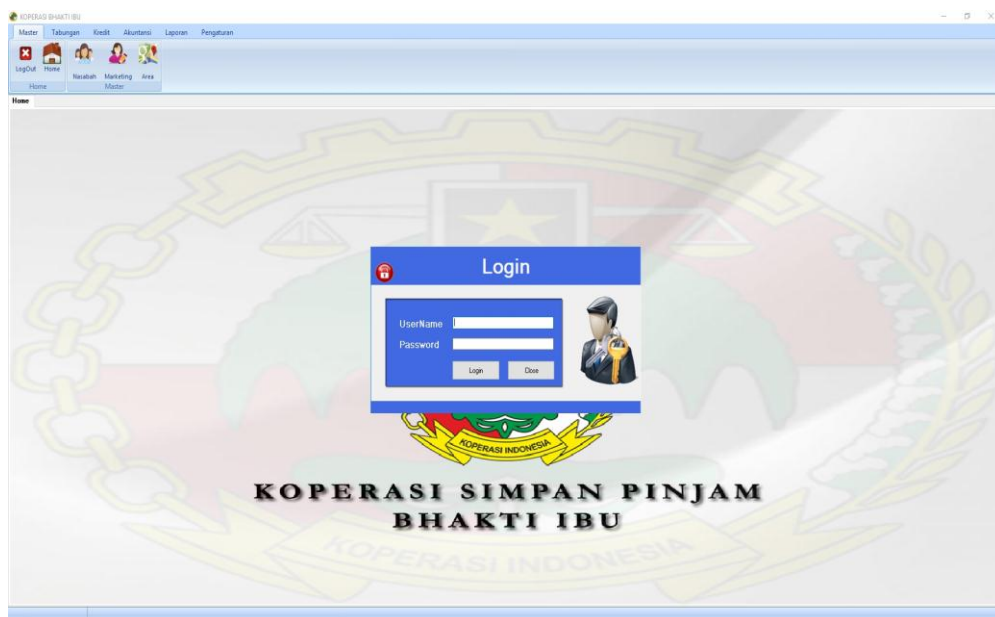 KOPERASI BHAKTI IBU
Master Tabungan Kredit Akuntansi Laporan Pengaturan
LogOut Home Nasabah Marketing Area
Home Master
Home
Login
UserName
Password
Login Close
KOPERASI INDONESIA
KOPERASI SIMPAN PINJAM
BHAKTI IBU
KOPERASI INDONESIA